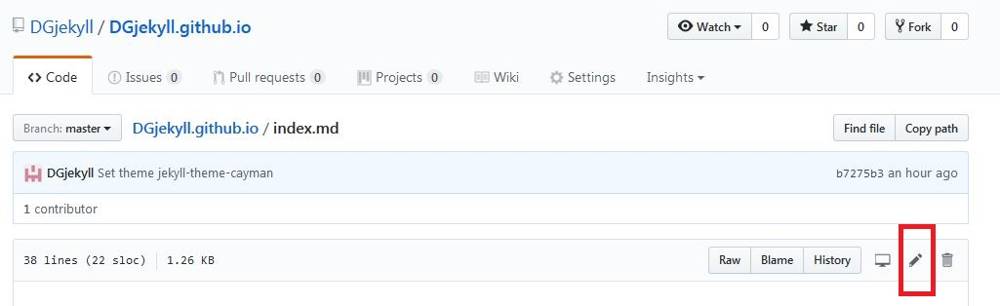 DGjekyll / DGjekyll.github.io
Watch 0 Star 0 Fork 0
Code Issues 0 Pull requests 0 Projects 0 Wiki Settings Insights
Branch: master DGjekyll.github.io / index.md Find file Copy path
DGjekyll Set theme jekyll-theme-cayman b7275b3 an hour ago
1 contributor
38 lines (22 sloc) 1.26 KB Raw Blame History